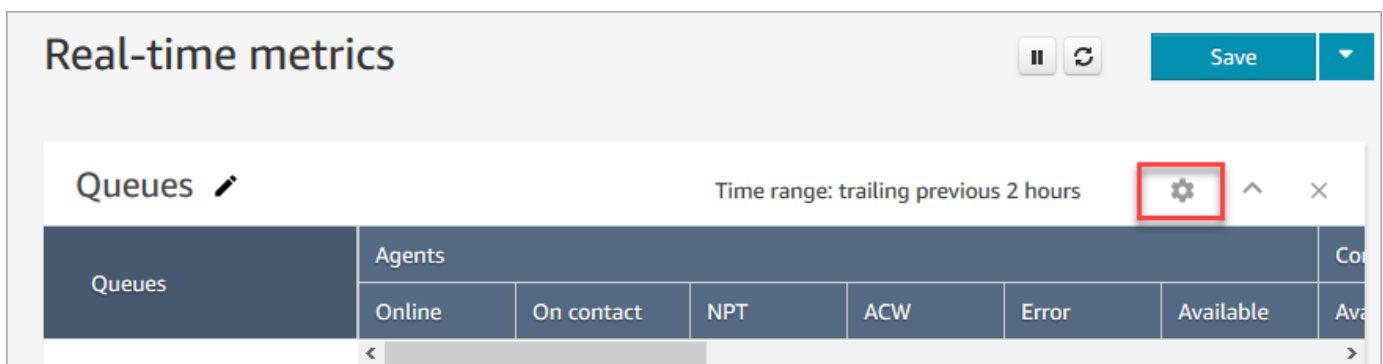 Real-time metrics
Save
Queues
Time range: trailing previous 2 hours
Queues
Agents
Online On contact NPT ACW Error Available